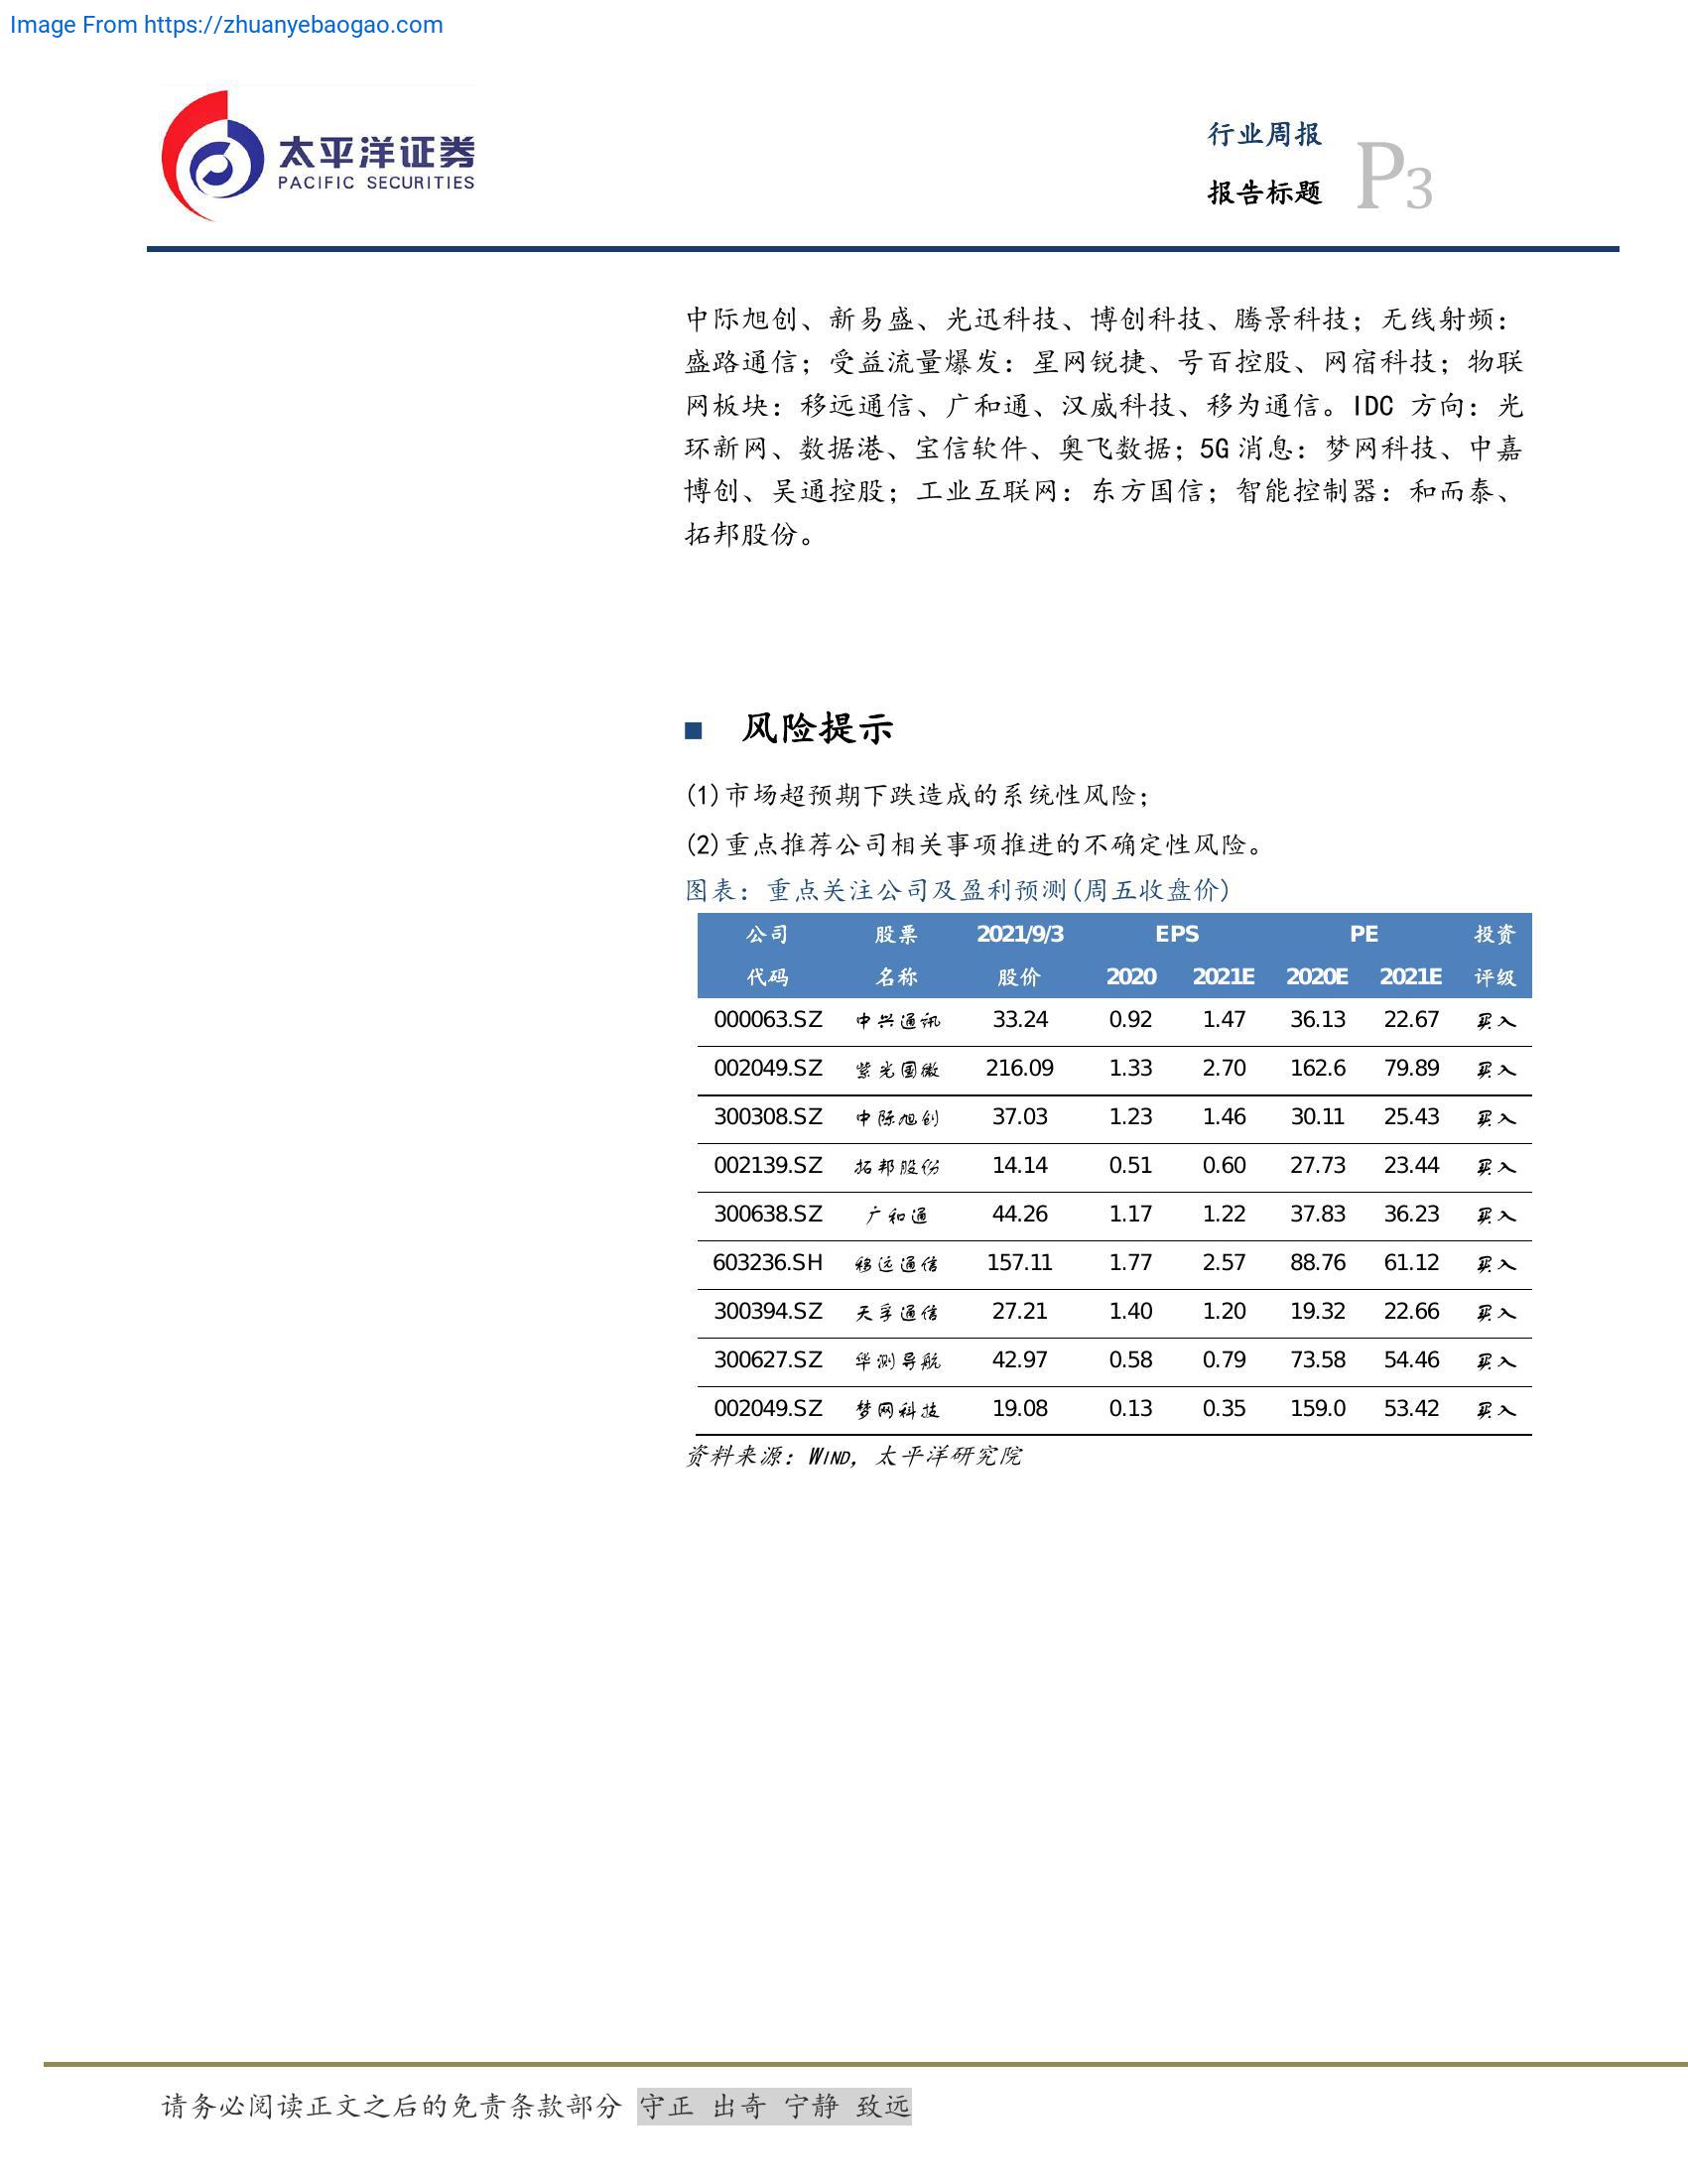 Image From https://zhuanyebaogao.com
太平洋证券
PACIFIC SECURITIES
行业周报
报告标题
P3
中际旭创、新易盛、光迅科技、博创科技、腾景科技；无线射频：
盛路通信；受益流量爆发：星网锐捷、号百控股、网宿科技；物联
网板块：移远通信、广和通、汉威科技、移为通信。IDC 方向：光
环新网、数据港、宝信软件、奥飞数据；5G 消息：梦网科技、中嘉
博创、吴通控股；工业互联网：东方国信；智能控制器：和而泰、
拓邦股份。
■ 风险提示
(1)市场超预期下跌造成的系统性风险；
(2)重点推荐公司相关事项推进的不确定性风险。
图表：重点关注公司及盈利预测(周五收盘价)
公司 股票 2021/9/3 EPS PE 投资
代码 名称 股价 2020 2021E 2020E 2021E 评级
000063.SZ 中兴通讯 33.24 0.92 1.47 36.13 22.67 买入
002049.SZ 紫光国微 216.09 1.33 2.70 162.6 79.89 买入
300308.SZ 中际旭创 37.03 1.23 1.46 30.11 25.43 买入
002139.SZ 拓邦股份 14.14 0.51 0.60 27.73 23.44 买入
300638.SZ 广和通 44.26 1.17 1.22 37.83 36.23 买入
603236.SH 移远通信 157.11 1.77 2.57 88.76 61.12 买入
300394.SZ 天孚通信 27.21 1.40 1.20 19.32 22.66 买入
300627.SZ 华测导航 42.97 0.58 0.79 73.58 54.46 买入
002049.SZ 梦网科技 19.08 0.13 0.35 159.0 53.42 买入
资料来源：WIND，太平洋研究院
请务必阅读正文之后的免责条款部分 守正 出奇 宁静 致远